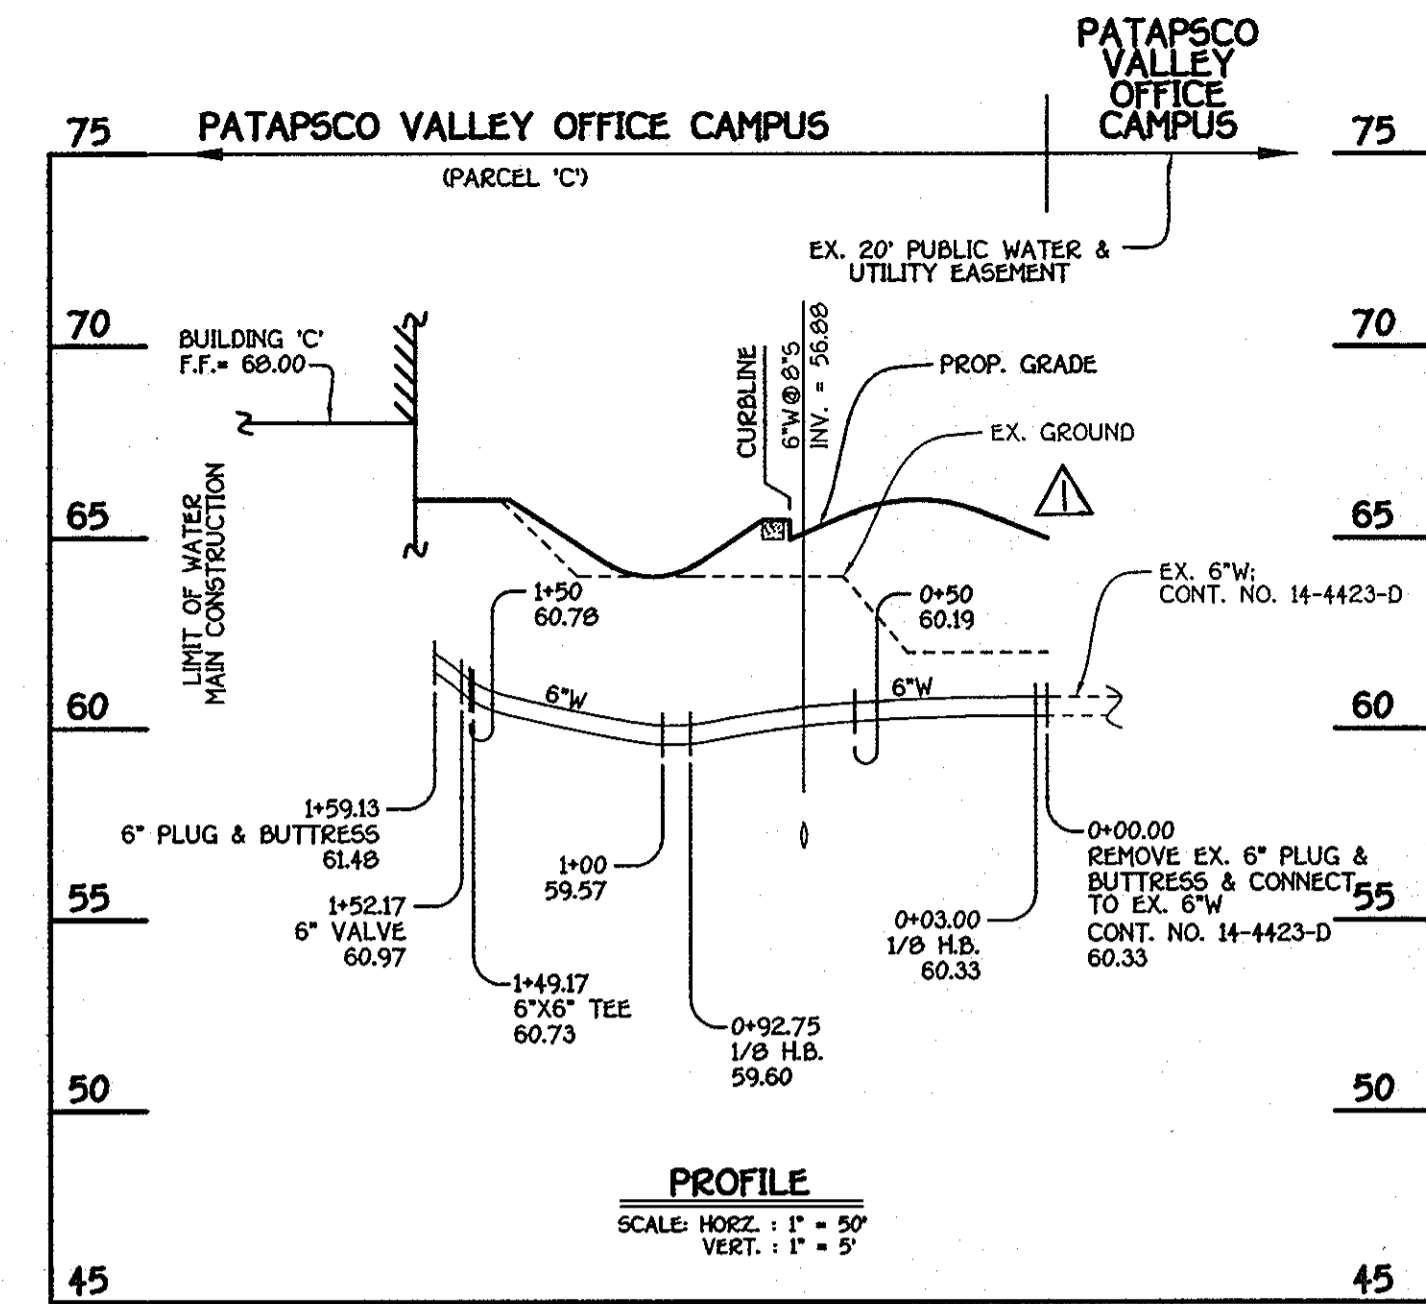 PATAPSCO
VALLEY
OFFICE
CAMPUS
PATAPSCO VALLEY OFFICE CAMPUS
75
75
(PARCEL 'C')
EX. 20' PUBLIC WATER &
UTILITY EASEMENT
70
70
BUILDING 'C'
F.F.= 68.00
CURBLINE
6"W@8"S
INV. = 56.88
PROP. GRADE
EX. GROUND
1
LIMIT OF WATER
MAIN CONSTRUCTION
65
65
1+50
60.78
0+50
60.19
EX. 6"W;
CONT. NO. 14-4423-D
6"W
6"W
60
60
1+59.13
6" PLUG & BUTTRESS
61.48
1+00
59.57
0+00.00
REMOVE EX. 6" PLUG &
BUTTRESS & CONNECT
TO EX. 6"W
CONT. NO. 14-4423-D
60.33
55
55
1+52.17
6" VALVE
60.97
0+03.00
1/8 H.B.
60.33
1+49.17
6"X6" TEE
60.73
0+92.75
1/8 H.B.
59.60
50
50
PROFILE
SCALE: HORZ. : 1" = 50'
VERT. : 1" = 5'
45
45